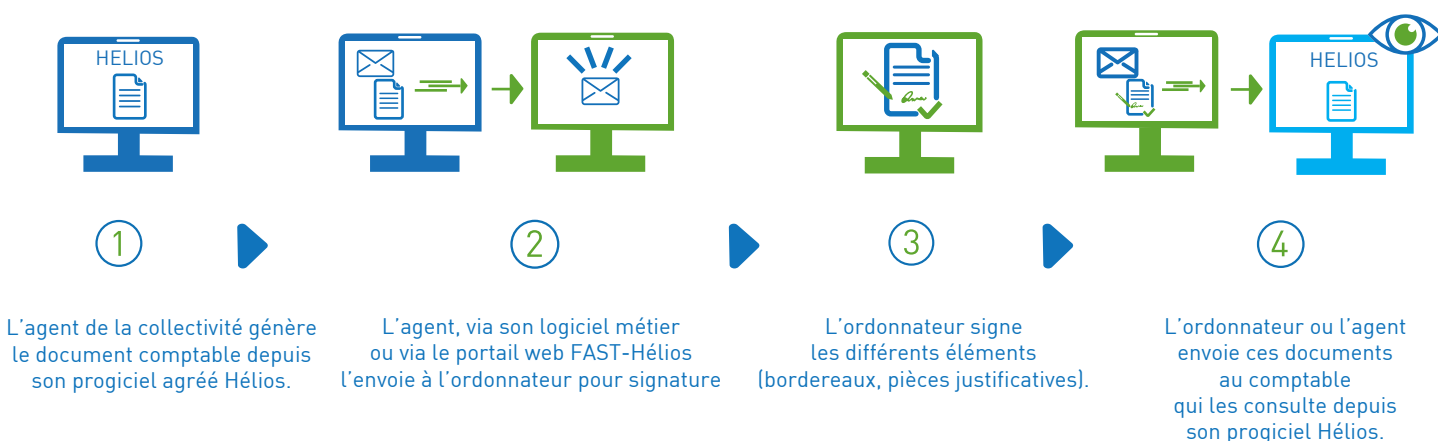 HELIOS
HELIOS
1
2
3
4
L'agent de la collectivité génère
le document comptable depuis
son progiciel agréé Hélios.
L'agent, via son logiciel métier
ou via le portail web FAST-Hélios
l'envoie à l'ordonnateur pour signature
L'ordonnateur signe
les différents éléments
(bordereaux, pièces justificatives).
L'ordonnateur ou l'agent
envoie ces documents
au comptable
qui les consulte depuis
son progiciel Hélios.